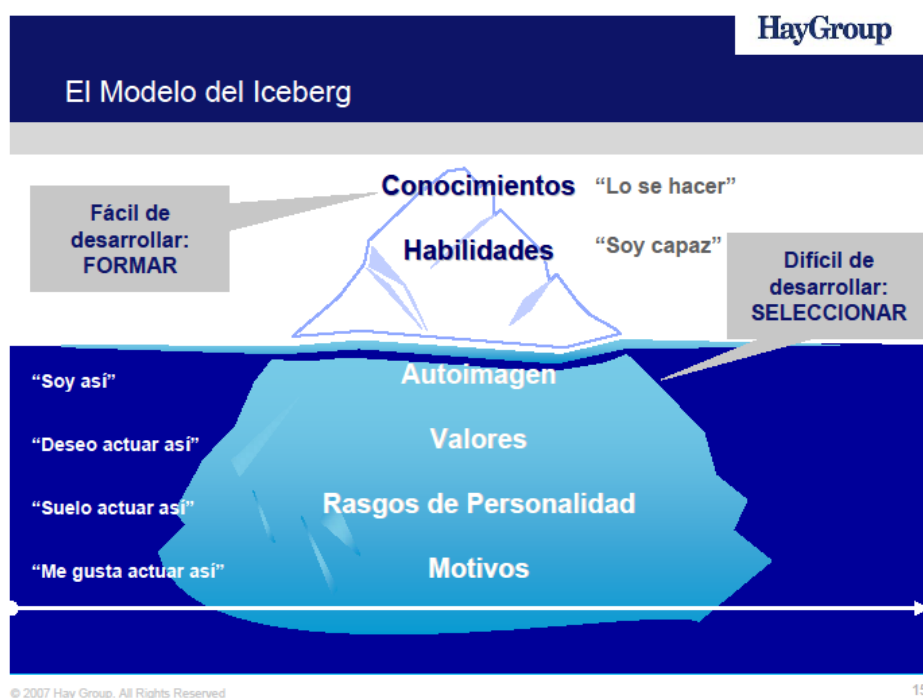 HayGroup
El Modelo del Iceberg
Conocimientos
“Lo se hacer”
Fácil de
desarrollar:
FORMAR
Habilidades
“Soy capaz”
Difícil de
desarrollar:
SELECCIONAR
“Soy así”
Autoimagen
“Deseo actuar así”
Valores
“Suelo actuar así”
Rasgos de Personalidad
“Me gusta actuar así”
Motivos
© 2007 Hay Group. All Rights Reserved